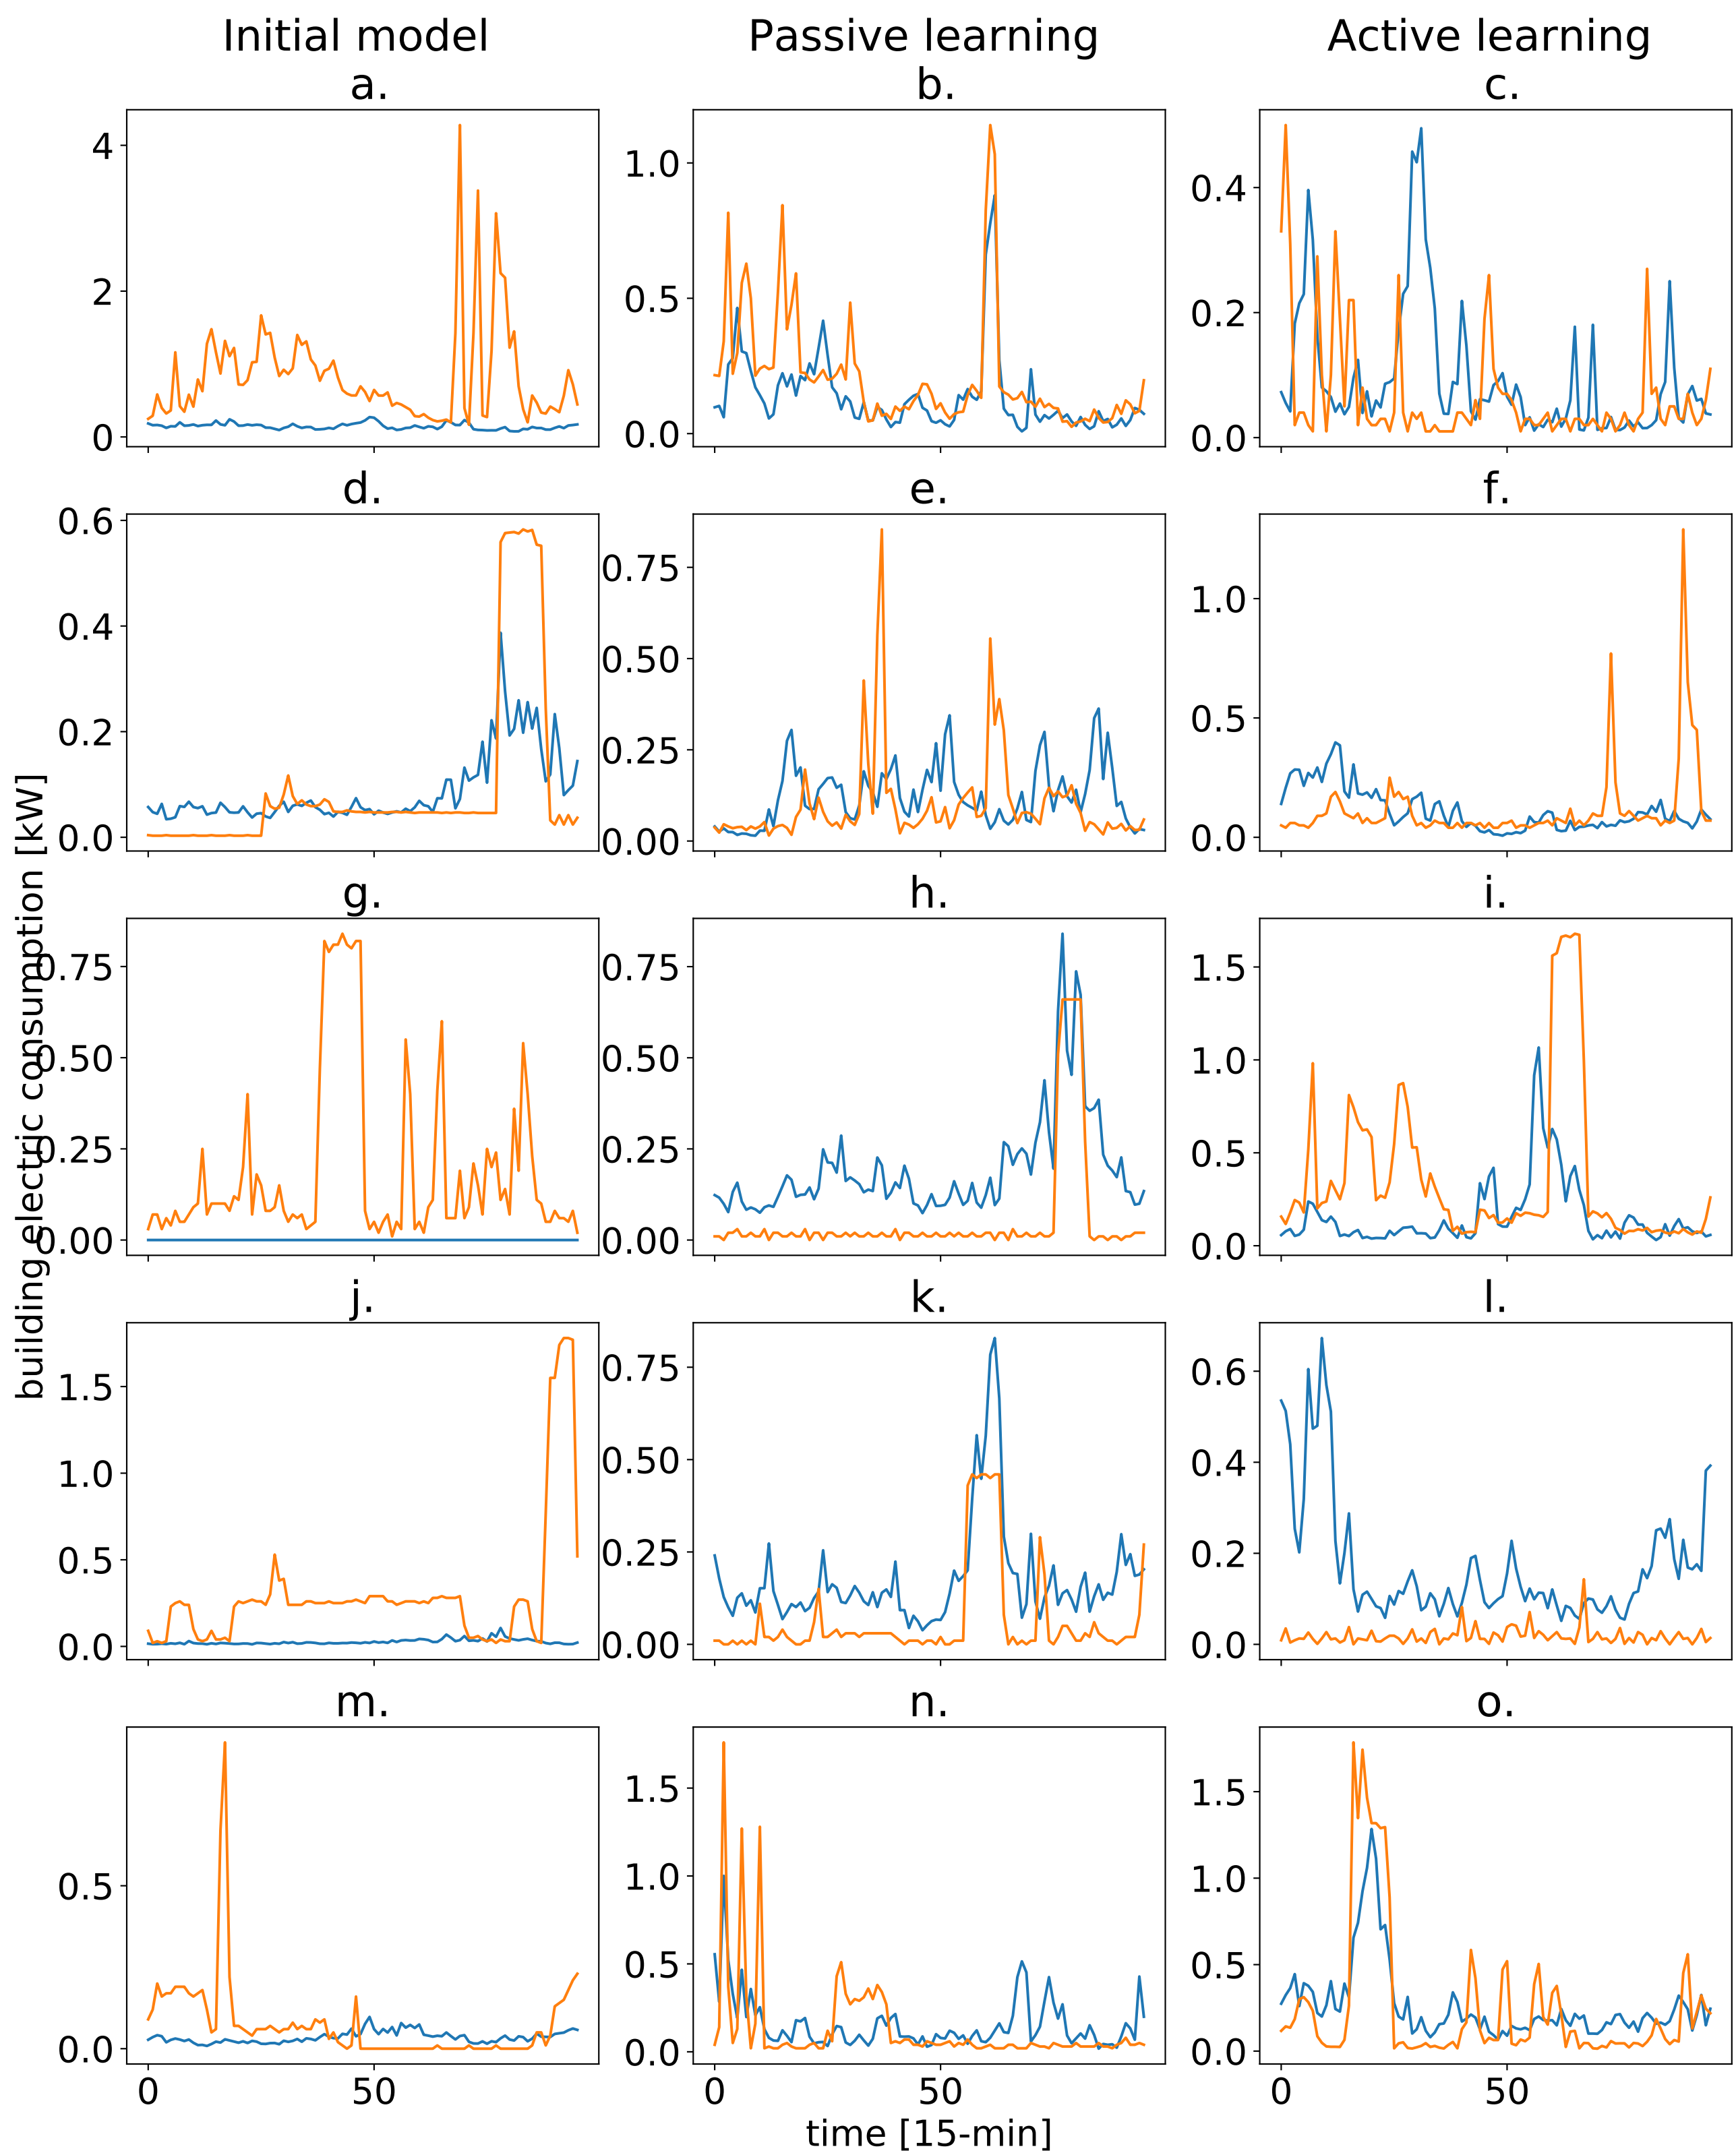 Initial model
Passive learning
Active learning
a.
b.
c.
4
2
0
1.0
0.5
0.0
0.4
0.2
0.0
d.
e.
f.
0.6
0.4
0.2
0.0
0.75
0.50
0.25
0.00
1.0
0.5
0.0
building electric consumption [kW]
g.
h.
i.
0.75
0.50
0.25
0.00
0.75
0.50
0.25
0.00
1.5
1.0
0.5
0.0
j.
k.
l.
1.5
1.0
0.5
0.0
0.75
0.50
0.25
0.00
0.6
0.4
0.2
0.0
m.
n.
o.
0.5
0.0
1.5
1.0
0.5
0.0
1.5
1.0
0.5
0.0
0 50
0 50
0 50
time [15-min]